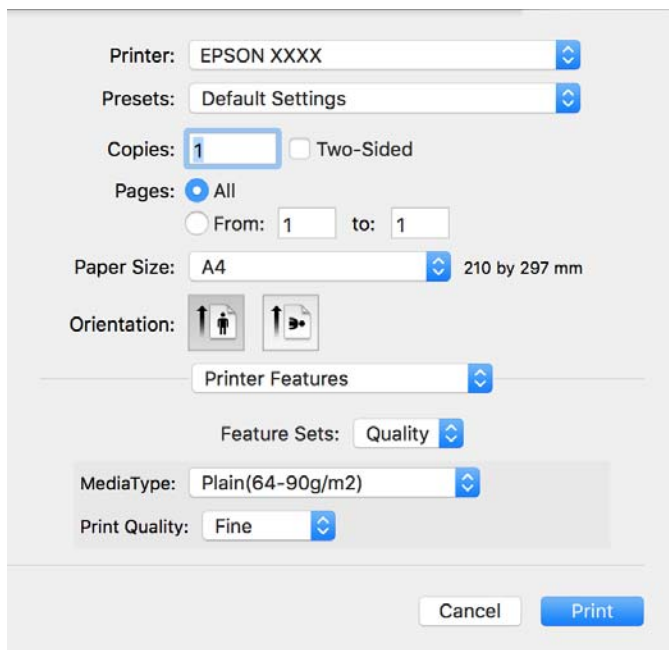 Printer: EPSON XXXX
Presets: Default Settings
Copies: 1 Two-Sided
Pages: All
From: 1 to: 1
Paper Size: A4 210 by 297 mm
Orientation:
Printer Features
Feature Sets: Quality
MediaType: Plain(64-90g/m2)
Print Quality: Fine
Cancel Print